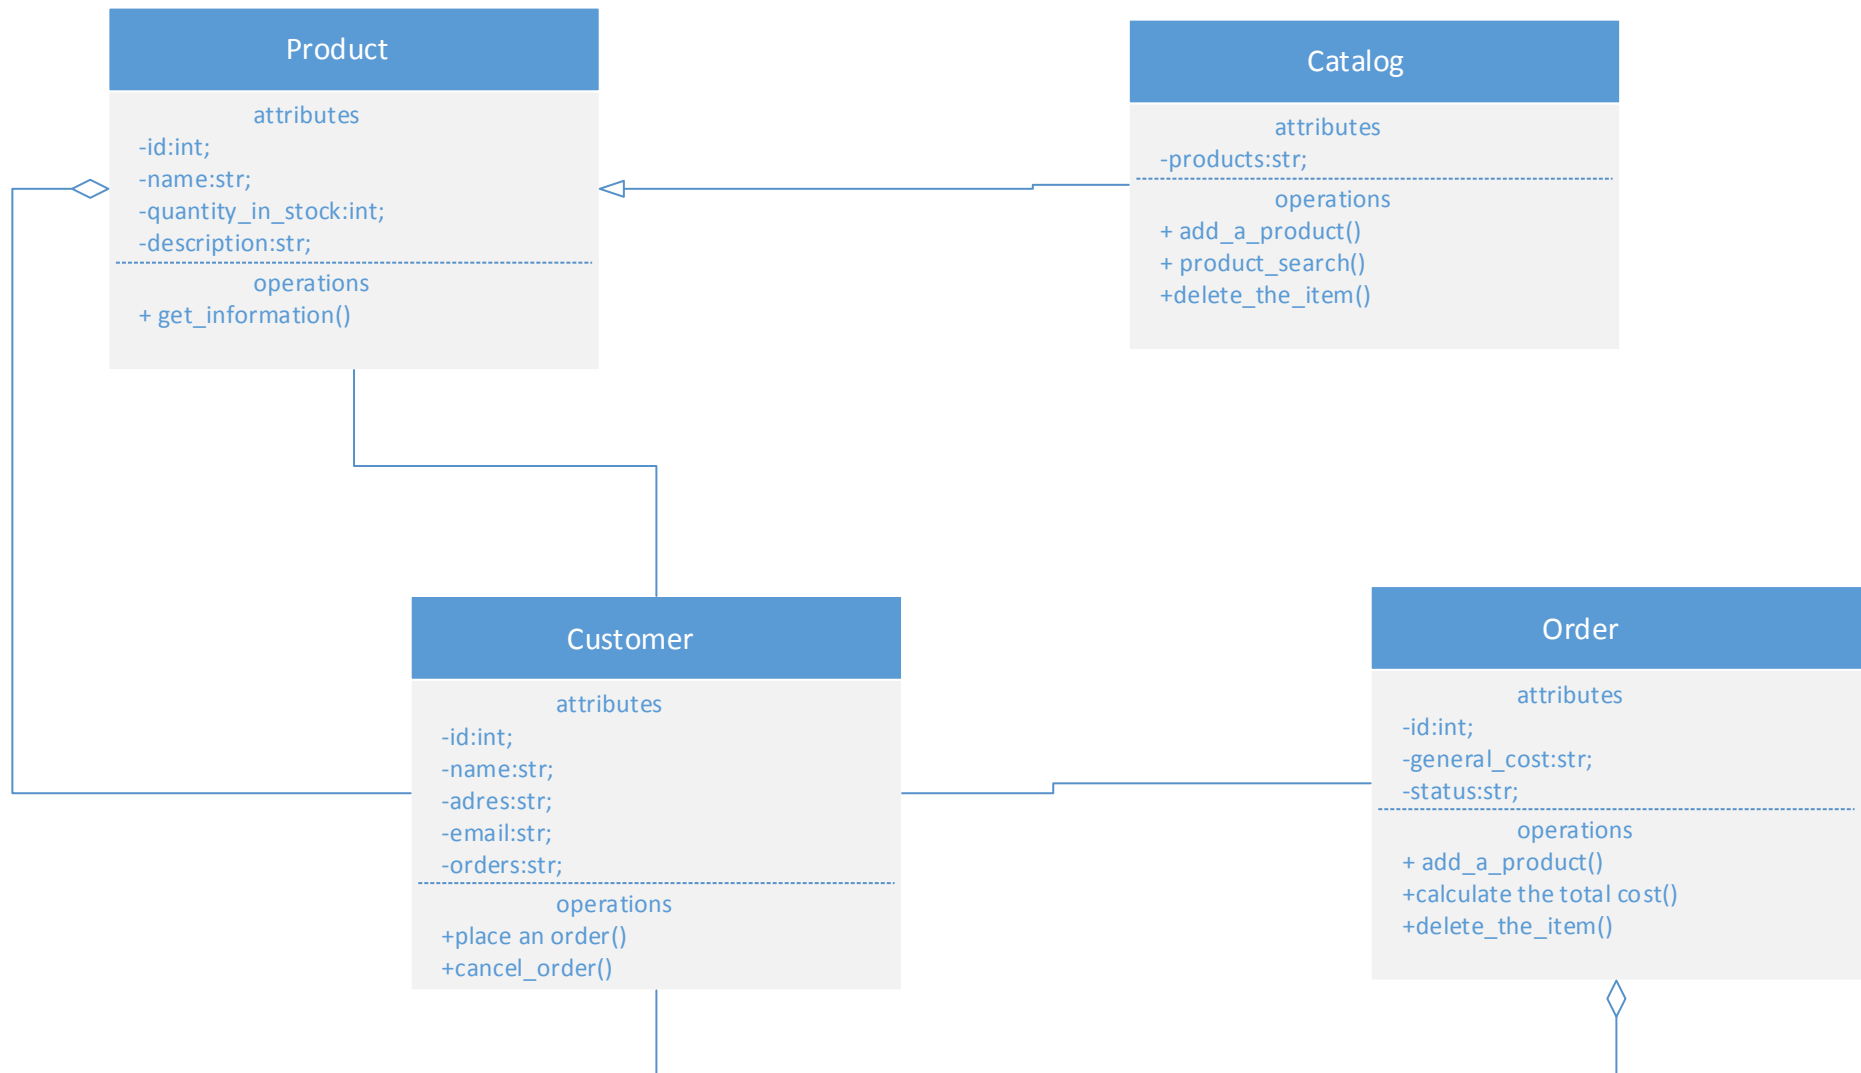 Product
attributes
-id:int;
-name:str;
-quantity_in_stock:int;
-description:str;
operations
+ get_information()
Catalog
attributes
-products:str;
operations
+ add_a_product()
+ product_search()
+delete_the_item()
Customer
attributes
-id:int;
-name:str;
-adres:str;
-email:str;
-orders:str;
operations
+place an order()
+cancel_order()
Order
attributes
-id:int;
-general_cost:str;
-status:str;
operations
+ add_a_product()
+calculate the total cost()
+delete_the_item()